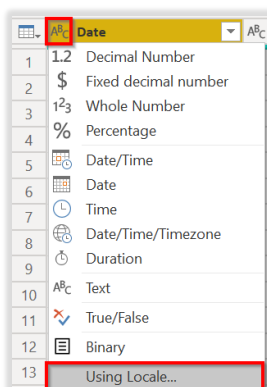 ABC Date ABC
1 1.2 Decimal Number
2 $ Fixed decimal number
3 123 Whole Number
4 % Percentage
5 Date/Time
6 Date
7 Time
8 Date/Time/Timezone
9 Duration
10 ABC Text
11 True/False
12 Binary
13 Using Locale...